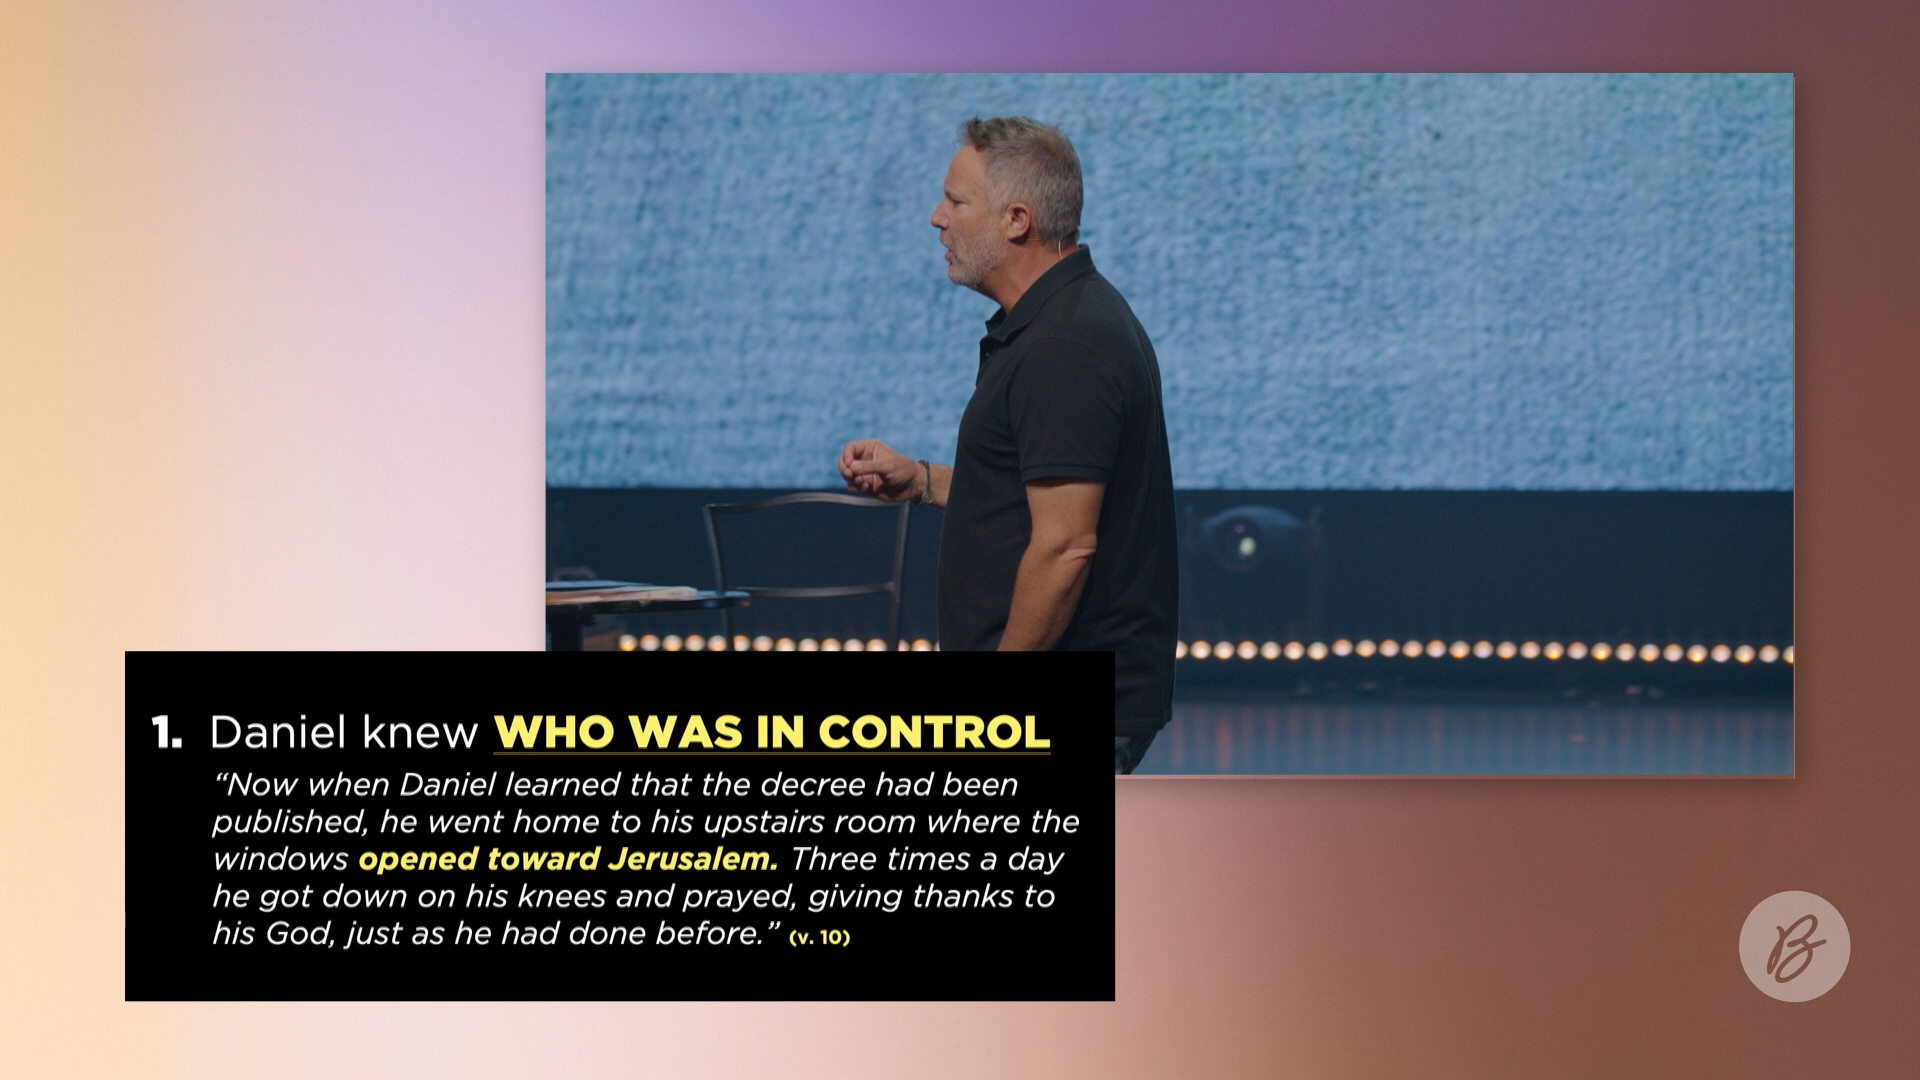 1. Daniel knew WHO WAS IN CONTROL
“Now when Daniel learned that the decree had been
published, he went home to his upstairs room where the
windows opened toward Jerusalem. Three times a day
he got down on his knees and prayed, giving thanks to
his God, just as he had done before.” (v. 10)
B